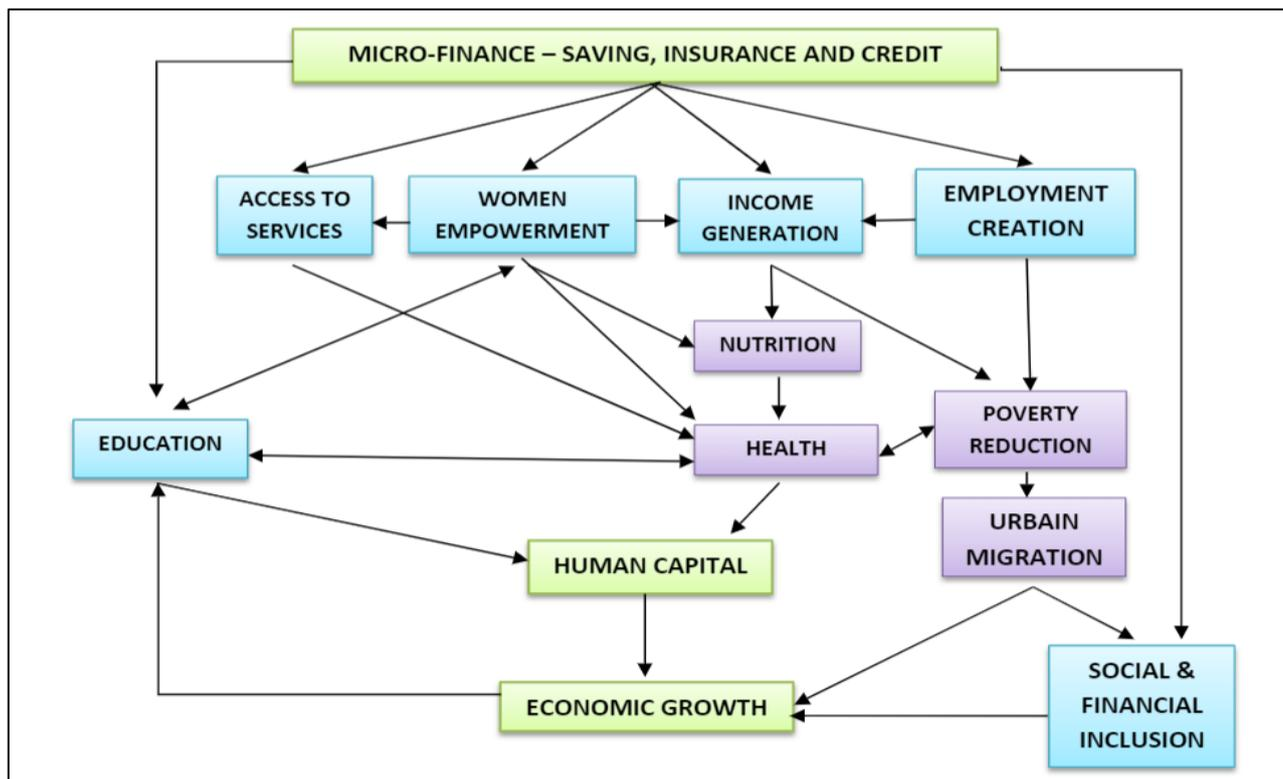 MICRO-FINANCE – SAVING, INSURANCE AND CREDIT
ACCESS TO
SERVICES
WOMEN
EMPOWERMENT
INCOME
GENERATION
EMPLOYMENT
CREATION
NUTRITION
EDUCATION
HEALTH
POVERTY
REDUCTION
URBAIN
MIGRATION
HUMAN CAPITAL
ECONOMIC GROWTH
SOCIAL &
FINANCIAL
INCLUSION